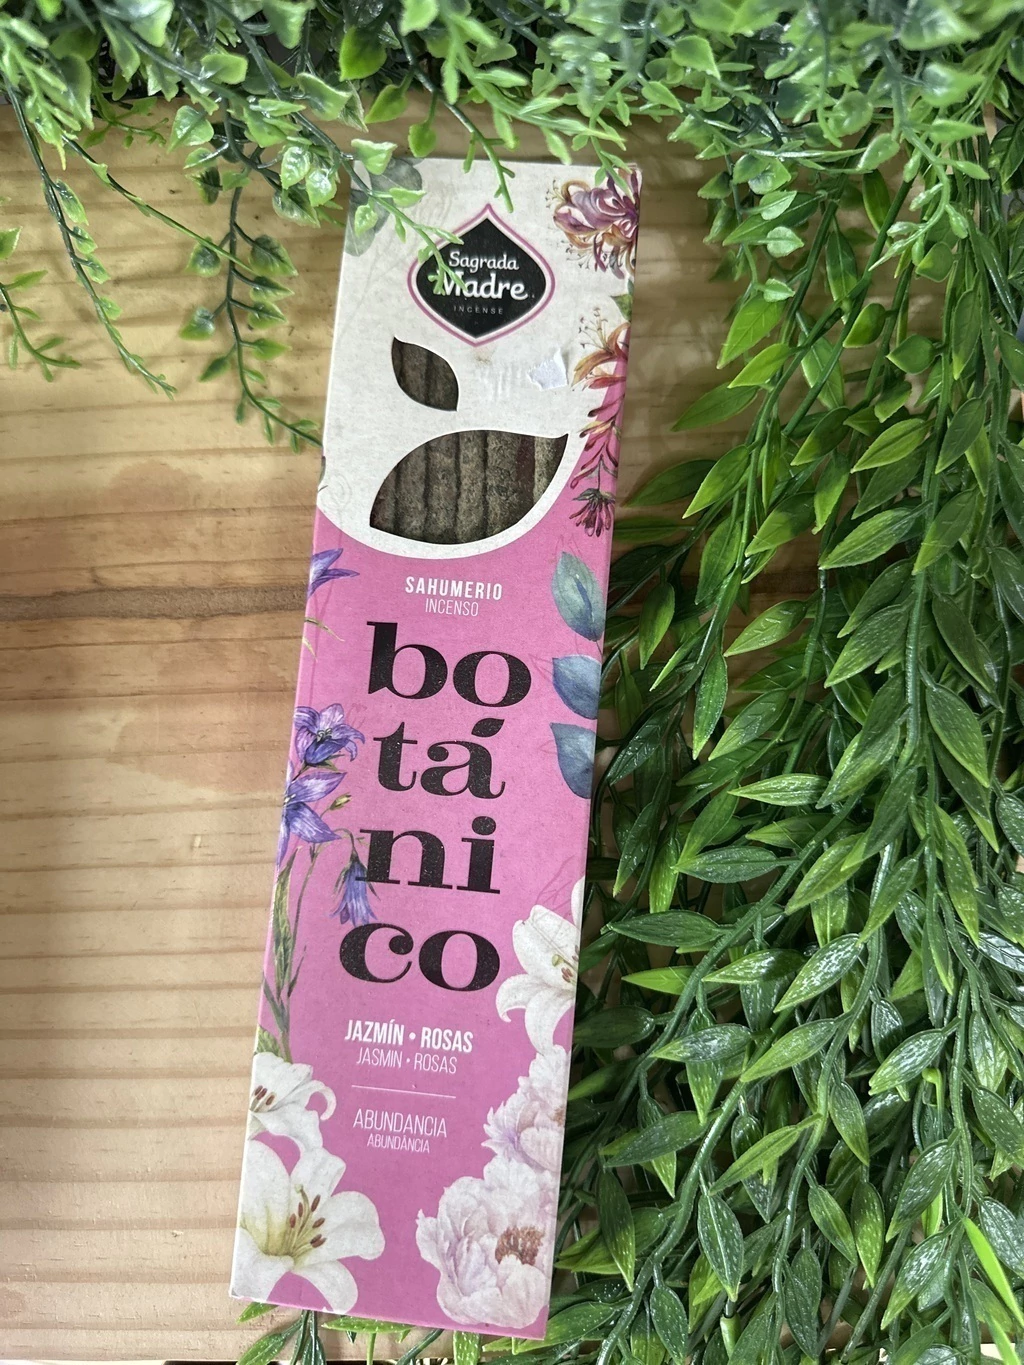 Sagrada
Madre
INCENSE
SAHUMERIO
INCENSO
bo
tá
ni
co
JAZMÍN • ROSAS
JASMIN • ROSAS
ABUNDANCIA
ABUNDÂNCIA